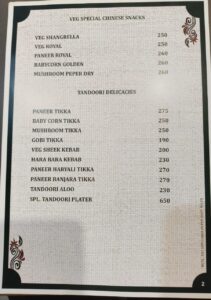 VEG SPECIAL CHINESE SNACKS
VEG SHANGRELLA 250
VEG ROYAL 250
PANEER ROYAL 260
BABYCORN GOLDEN 260
MUSHROOM PEPER DRY 260
TANDOORI DELICACIES
PANEER TIKKA 275
BABY CORN TIKKA 250
MUSHROOM TIKKA 250
GOBI TIKKA 190
VEG SHEEK KEBAB 200
HARA BARA KEBAB 230
PANEER HARYALI TIKKA 270
PANEER BANJARA TIKKA 270
TANDOORI ALOO 230
SPL. TANDOORI PLATER 650
2